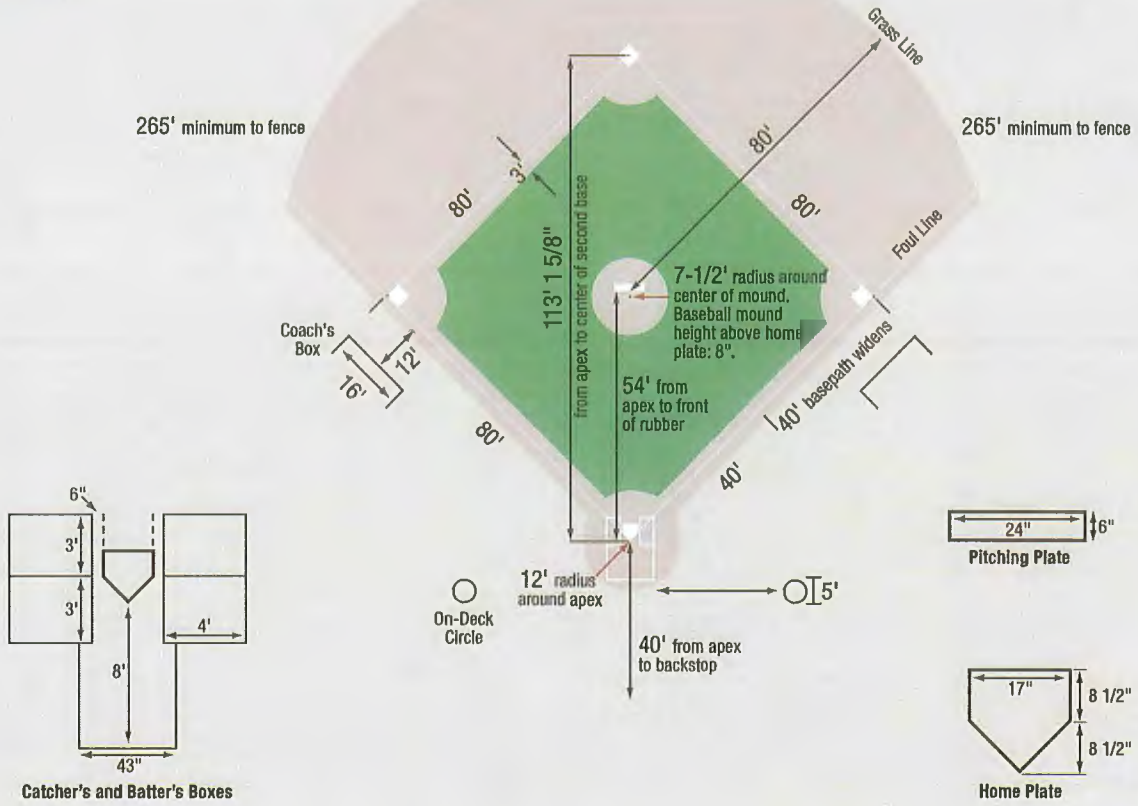 Grass Line
265' minimum to fence
265' minimum to fence
80'
3'
80'
80'
Foul Line
113' 1 5/8"
from apex to center of second base
7-1/2' radius around
center of mound.
Baseball mound
height above home
plate: 8".
Coach's
Box
12'
16'
54' from
apex to front
of rubber
40' basepath widens
80'
40'
6"
3'
3'
4'
8'
43"
Catcher's and Batter's Boxes
12' radius
around apex
On-Deck
Circle
5'
40' from apex
to backstop
24"
6"
Pitching Plate
17"
8 1/2"
8 1/2"
Home Plate